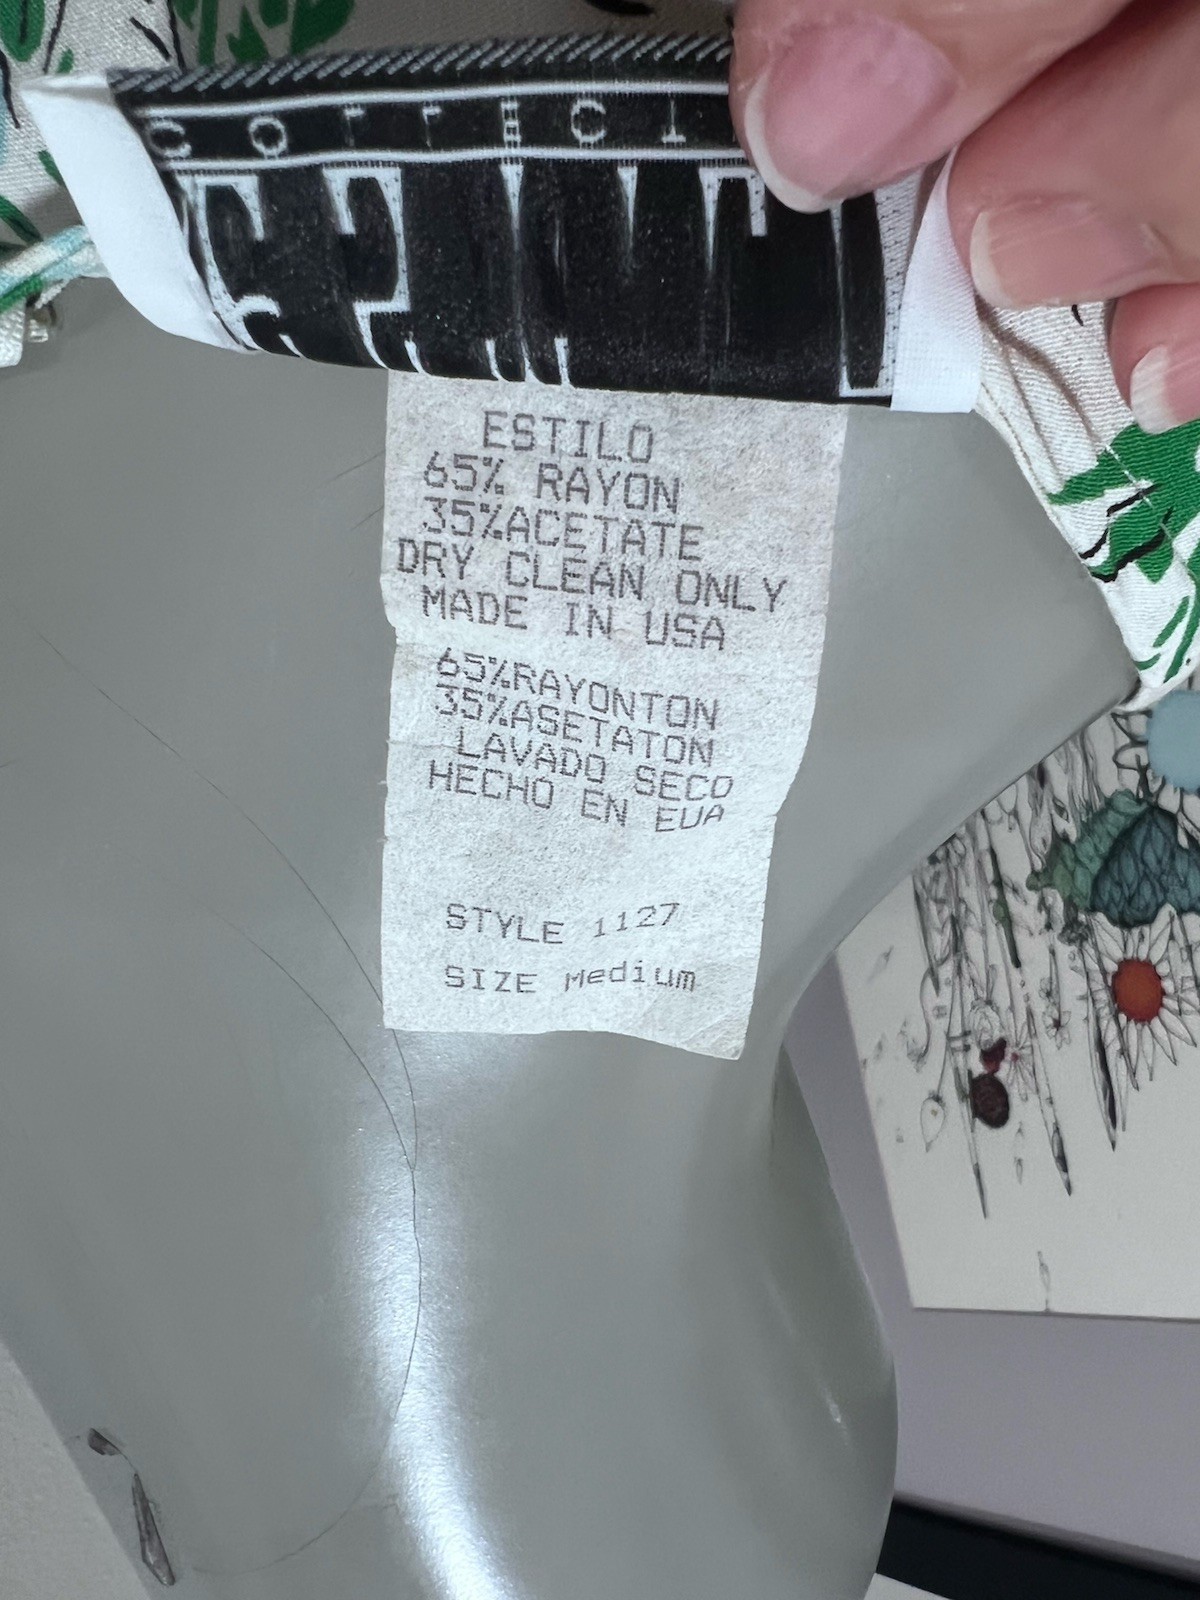 ESTILO
65% RAYON
35%ACETATE
DRY CLEAN ONLY
MADE IN USA
65%RAYONTON
35%ASETATON
LAVADO SECO
HECHO EN EUA
STYLE 1127
SIZE Medium